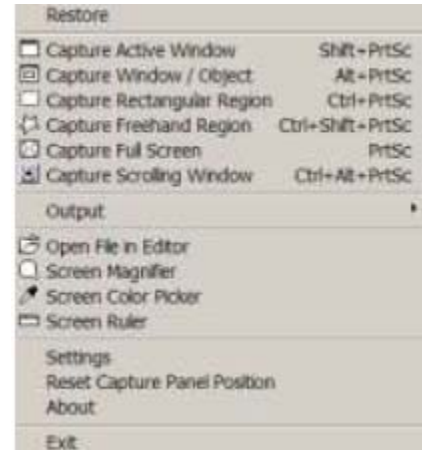 Restore
Capture Active Window Shift+PrtSc
Capture Window / Object Alt+PrtSc
Capture Rectangular Region Ctrl+PrtSc
Capture Freehand Region Ctrl+Shift+PrtSc
Capture Full Screen PrtSc
Capture Scrolling Window Ctrl+Alt+PrtSc
Output
Open File in Editor
Screen Magnifier
Screen Color Picker
Screen Ruler
Settings
Reset Capture Panel Position
About
Exit